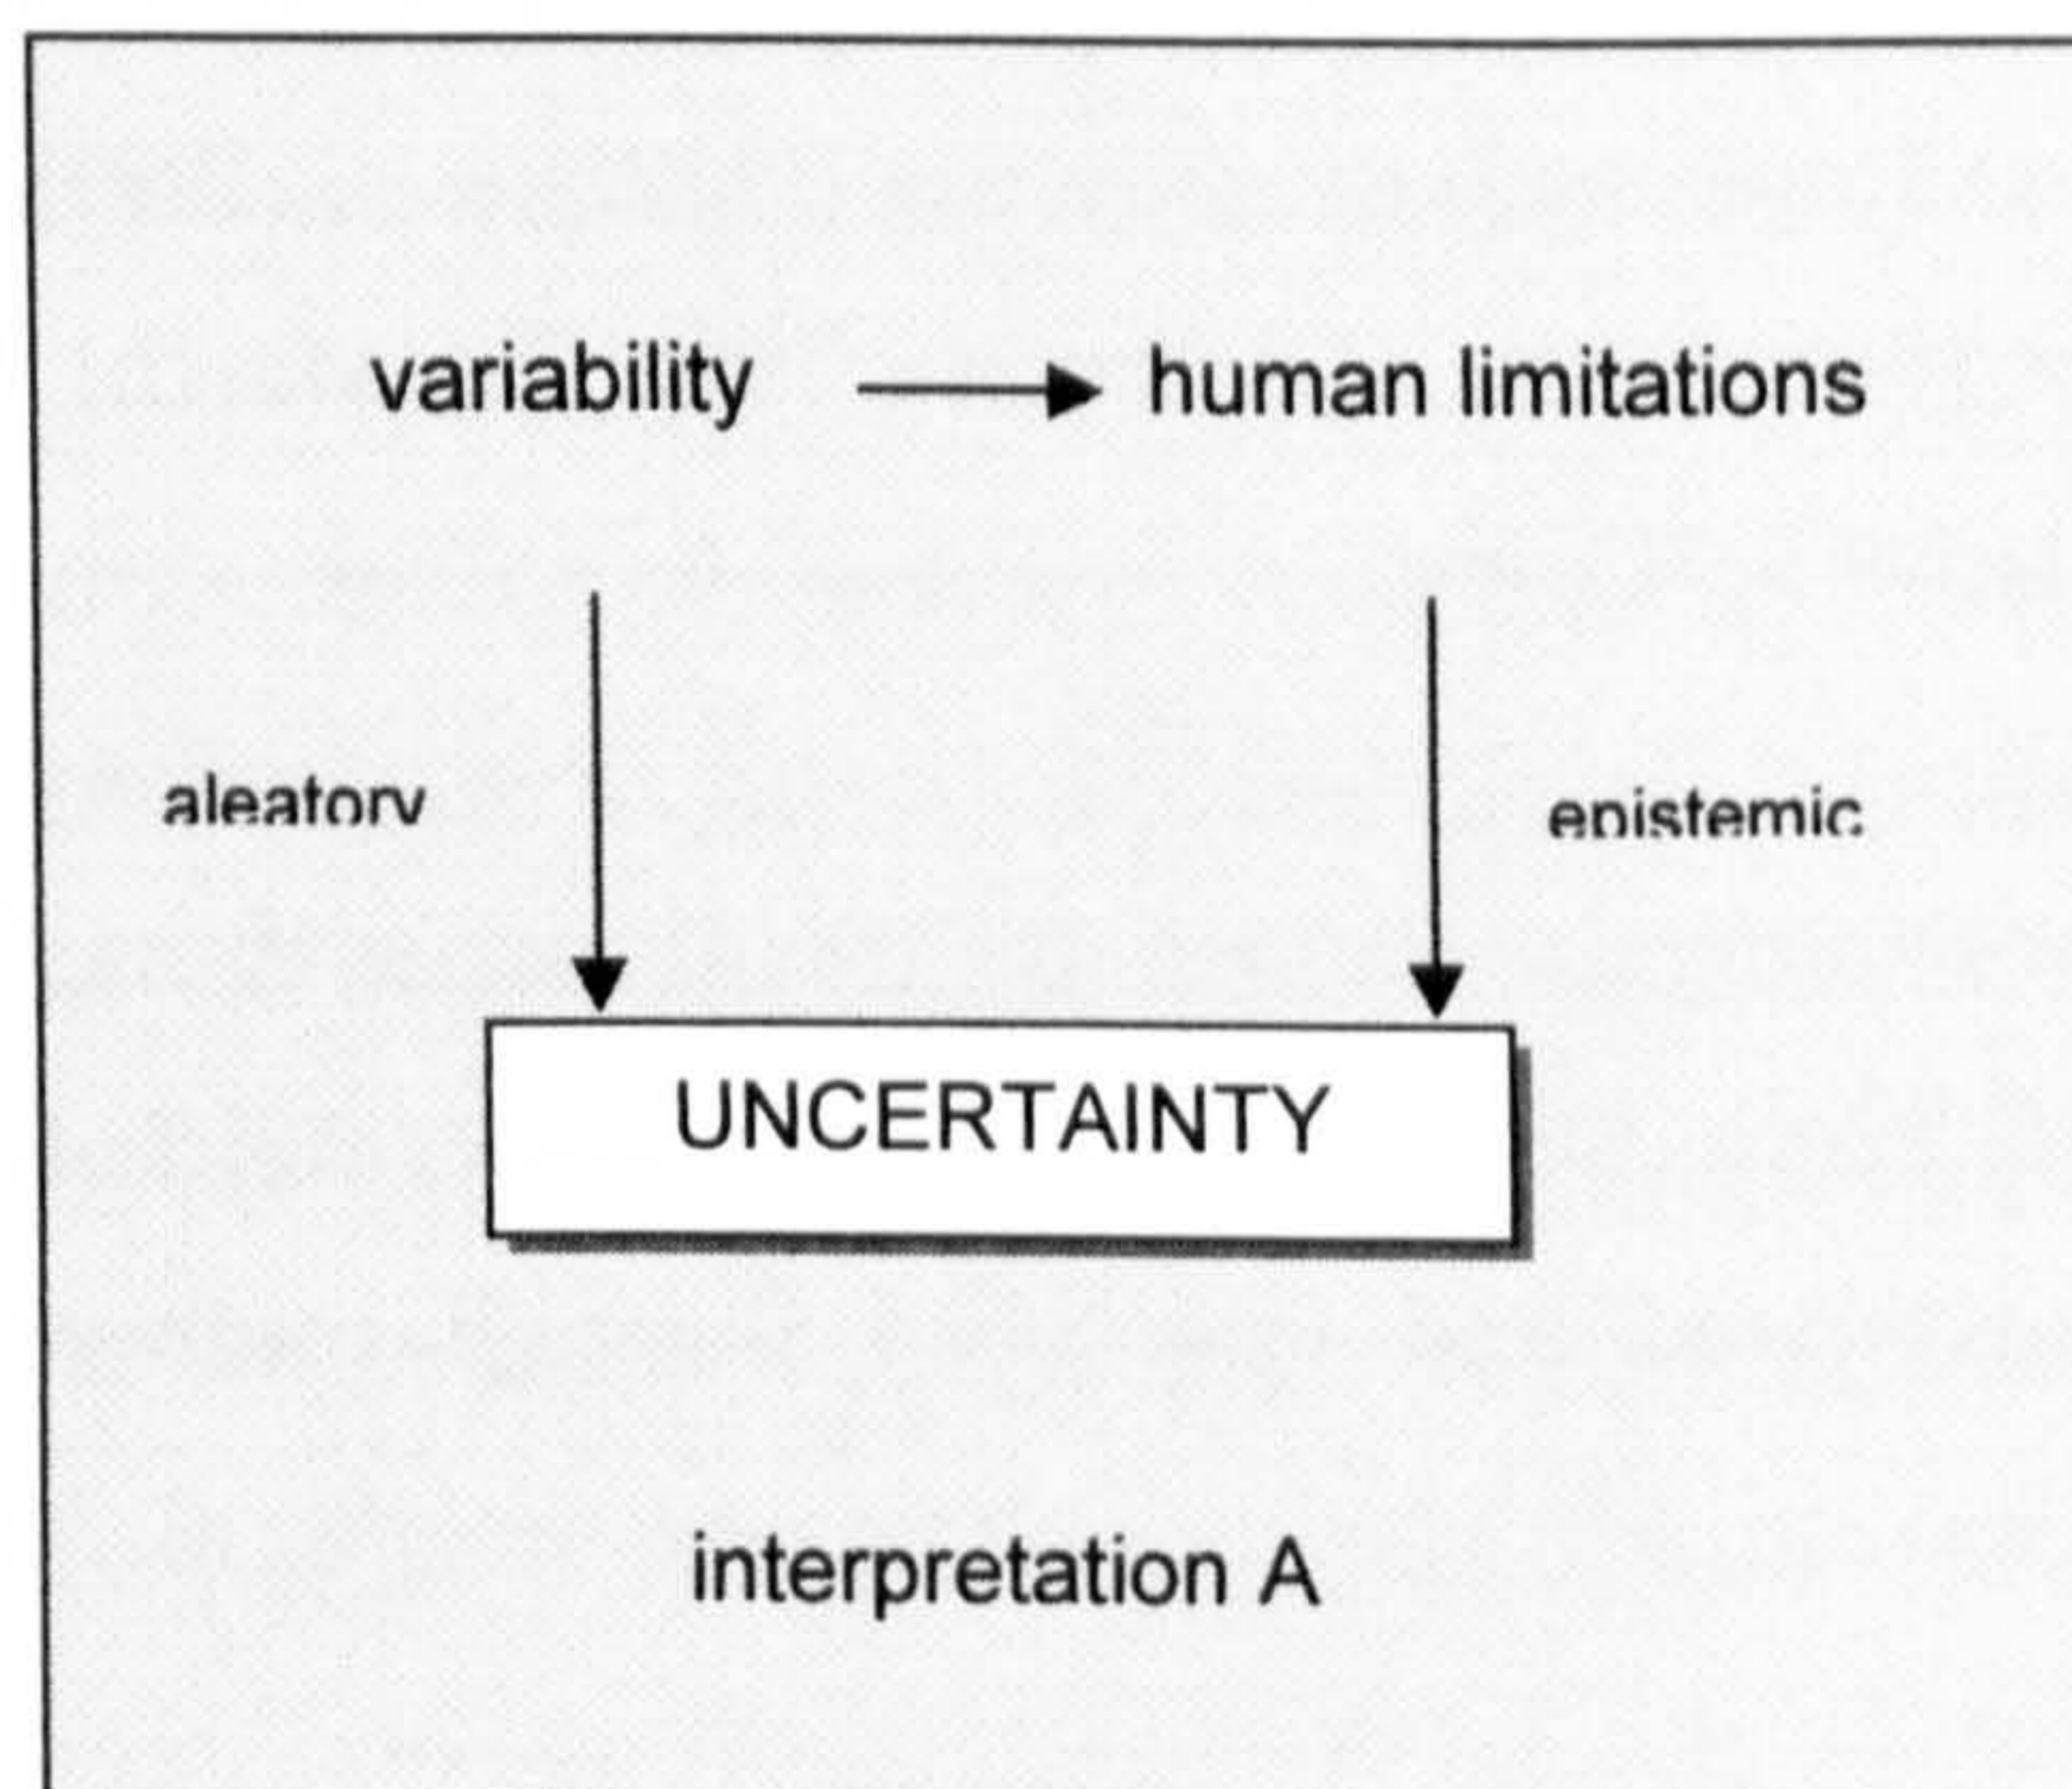 variability human limitations
aleatory epistemic
UNCERTAINTY
interpretation A